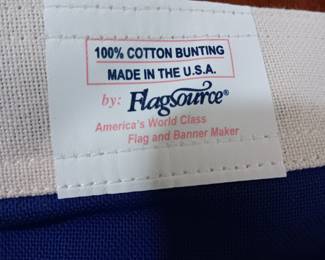 100% COTTON BUNTING
MADE IN THE U.S.A.
by: Flagsource®
America's World Class
Flag and Banner Maker